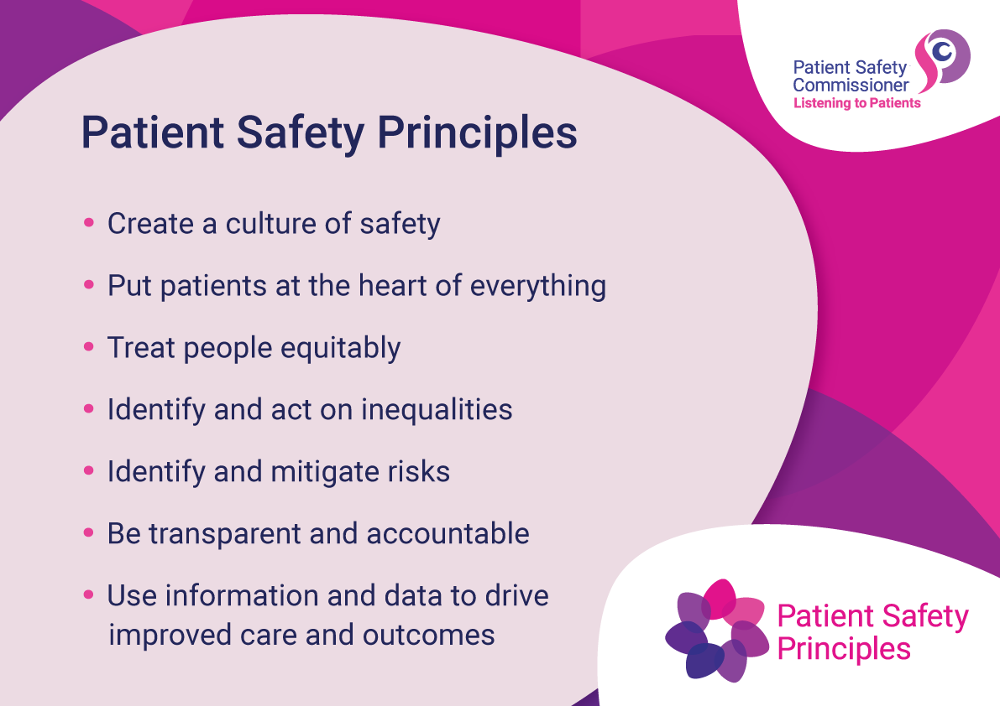 Patient Safety
Commissioner
Listening to Patients
Patient Safety Principles
• Create a culture of safety
• Put patients at the heart of everything
• Treat people equitably
• Identify and act on inequalities
• Identify and mitigate risks
• Be transparent and accountable
• Use information and data to drive
improved care and outcomes
Patient Safety
Principles